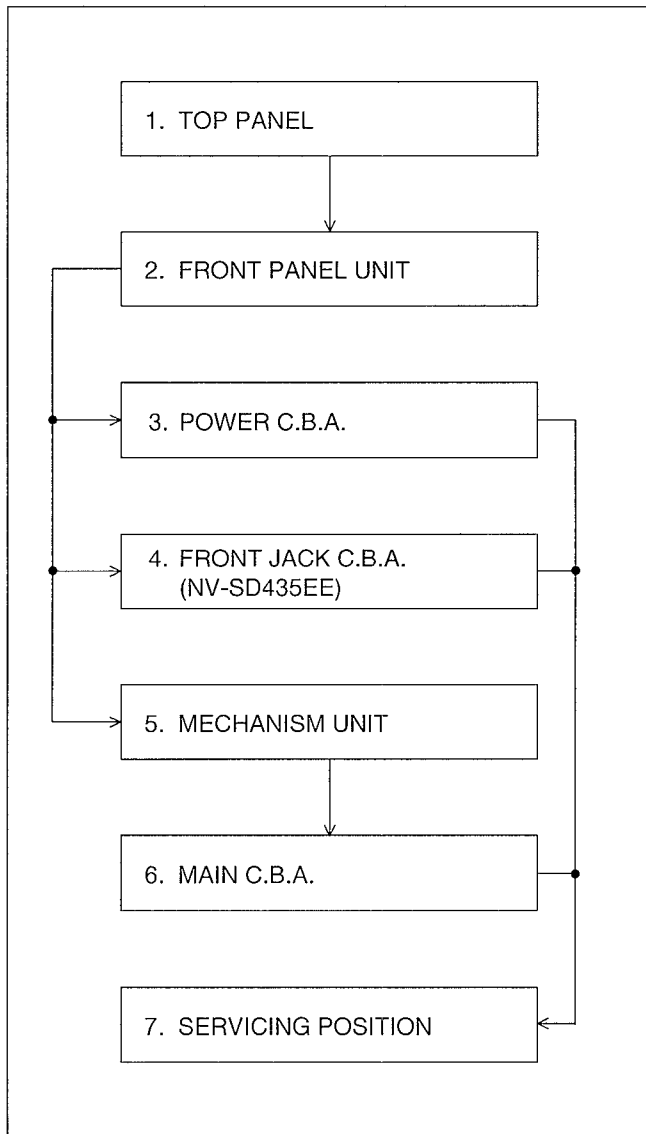 1. TOP PANEL
2. FRONT PANEL UNIT
3. POWER C.B.A.
4. FRONT JACK C.B.A.
(NV-SD435EE)
5. MECHANISM UNIT
6. MAIN C.B.A.
7. SERVICING POSITION